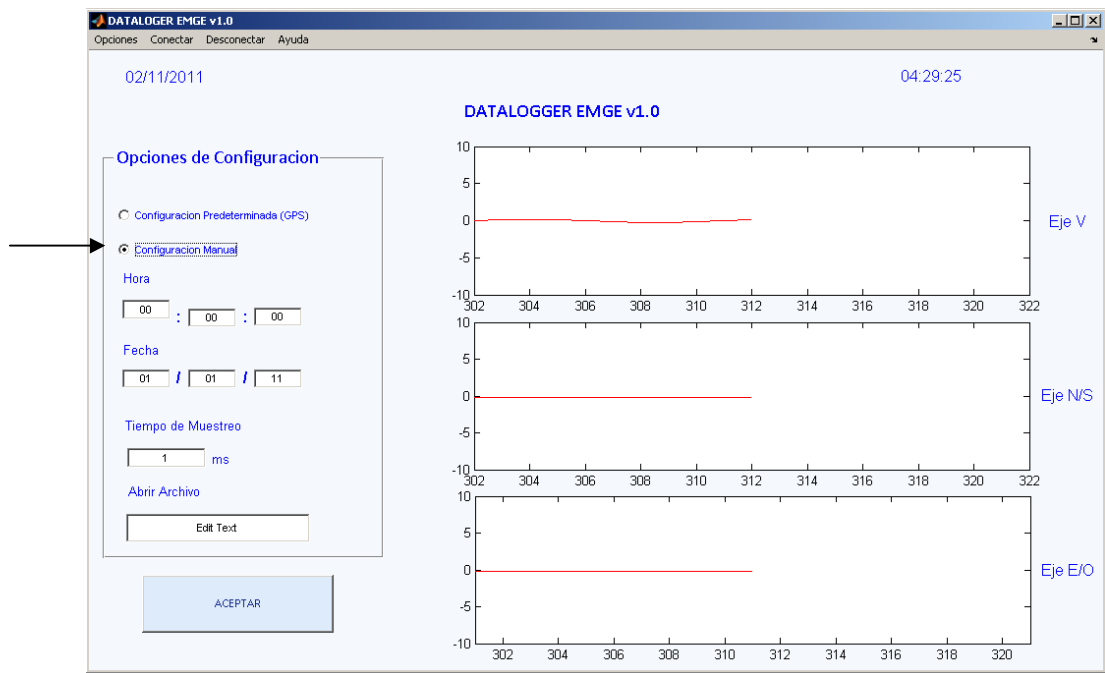 DATALOGER EMGE v1.0
Opciones Conectar Desconectar Ayuda
02/11/2011 04:29:25
DATALOGGER EMGE v1.0
Opciones de Configuracion
Configuracion Predeterminada (GPS)
Configuracion Manual
Hora
00 : 00 : 00
Fecha
01 / 01 / 11
Tiempo de Muestreo
1 ms
Abrir Archivo
Edit Text
ACEPTAR
10
5
0
-5
-10
302 304 306 308 310 312 314 316 318 320 322
Eje V
10
5
0
-5
-10
302 304 306 308 310 312 314 316 318 320 322
Eje N/S
10
5
0
-5
-10
302 304 306 308 310 312 314 316 318 320
Eje E/O